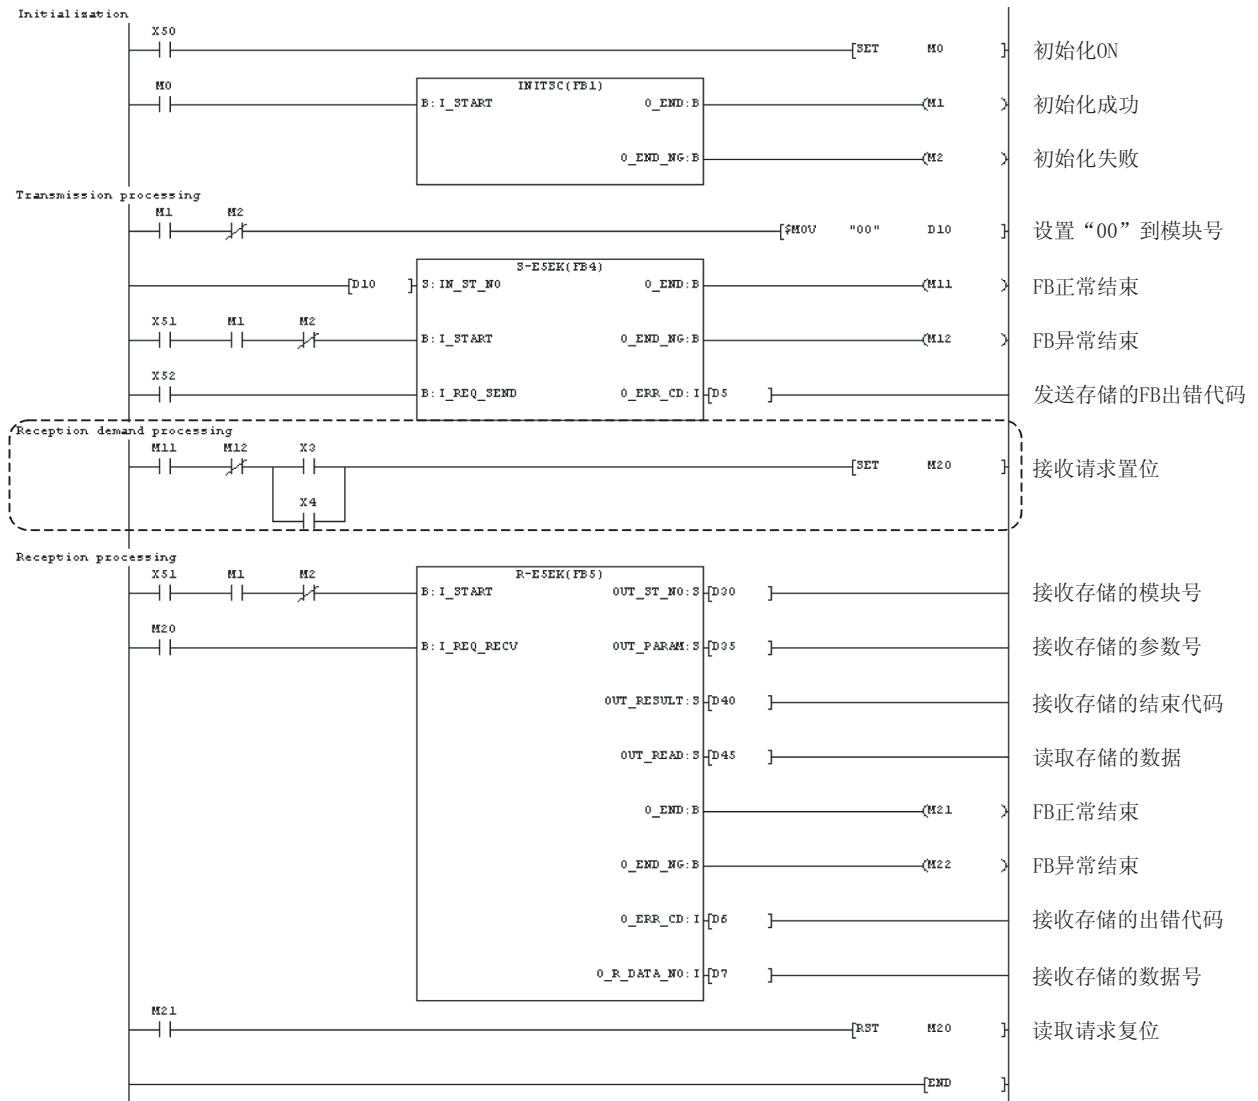 Initialisation
X50
[SET M0 ] 初始化ON
M0
INITSC(FB1)
B:I_START O_END:B (M1 ) 初始化成功
O_END_NG:B (M2 ) 初始化失败
Transmission processing
M1 M2
[$MOV "00" D10 ] 设置“00”到模块号
S-E5EK(FB4)
[D10 ] S:IN_ST_NO O_END:B (M11 ) FB正常结束
X51 M1 M2
B:I_START O_END_NG:B (M12 ) FB异常结束
X52
B:I_REQ_SEND O_ERR_CD:I [D5 ] 发送存储的FB出错代码
Reception demand processing
M11 M12 X3
[SET M20 ] 接收请求置位
X4
Reception processing
X51 M1 M2
R-E5EK(FB5)
B:I_START OUT_ST_NO:S [D30 ] 接收存储的模块号
M20
B:I_REQ_RECV OUT_PARAM:S [D35 ] 接收存储的参数号
OUT_RESULT:S [D40 ] 接收存储的结束代码
OUT_READ:S [D45 ] 读取存储的数据
O_END:B (M21 ) FB正常结束
O_END_NG:B (M22 ) FB异常结束
O_ERR_CD:I [D6 ] 接收存储的出错代码
O_R_DATA_NO:I [D7 ] 接收存储的数据号
M21
[RST M20 ] 读取请求复位
[END ]